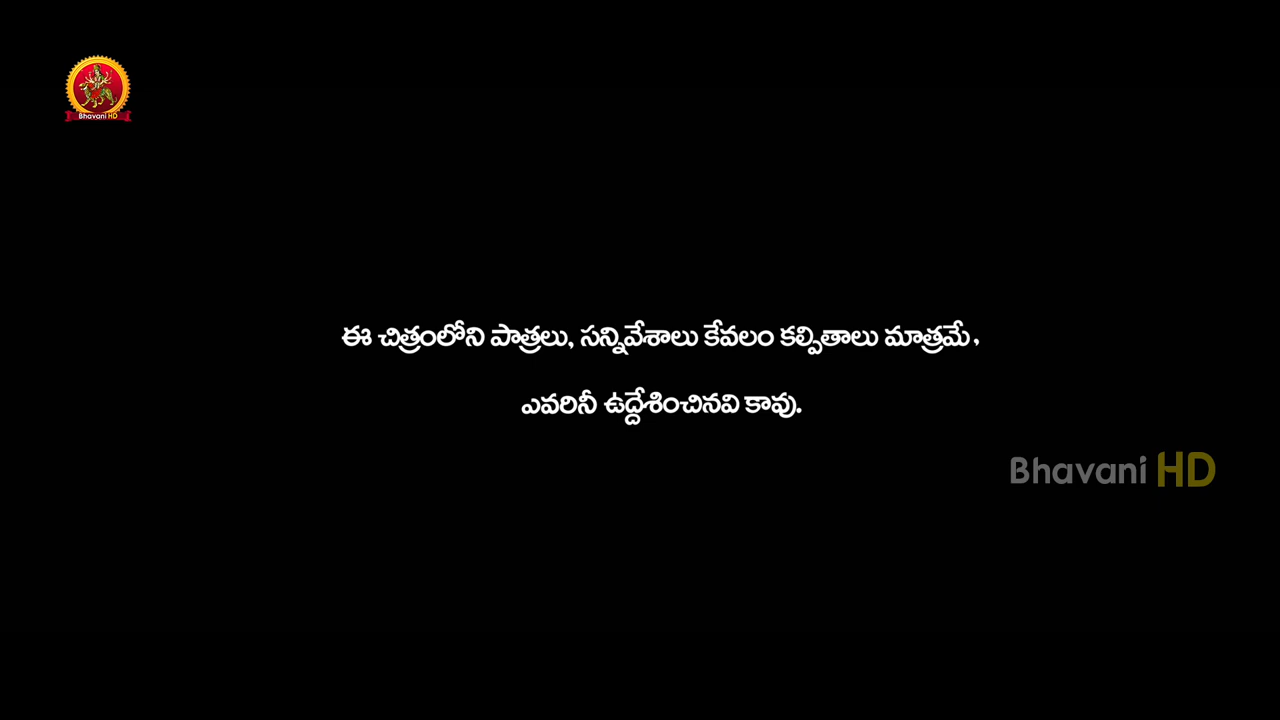 Bhavani HD
ఈ చిత్రంలోని పాత్రలు, సన్నివేశాలు కేవలం కల్పితాలు మాత్రమే,
ఎవరినీ ఉద్దేశించినవి కావు.
Bhavani HD